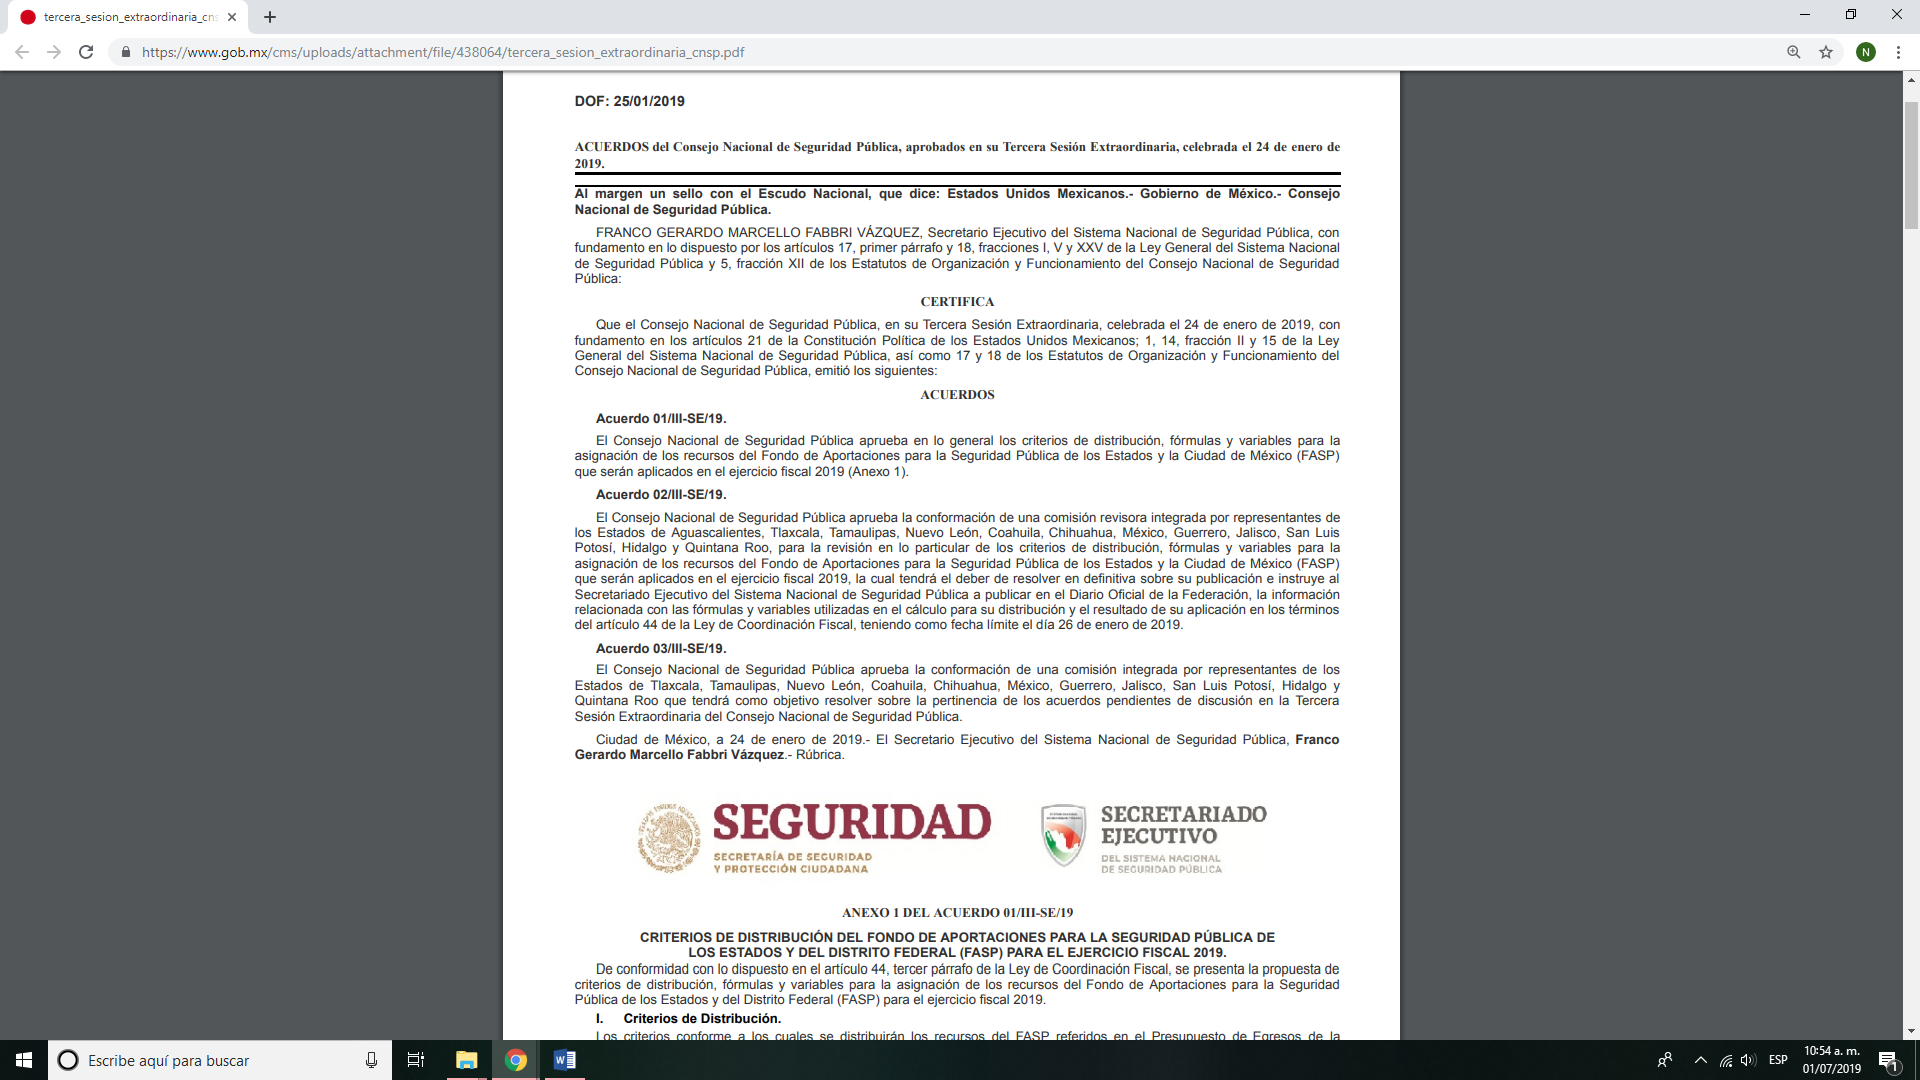 tercera_sesion_extraordinaria_cns
https://www.gob.mx/cms/uploads/attachment/file/438064/tercera_sesion_extraordinaria_cnsp.pdf
N
DOF: 25/01/2019
ACUERDOS del Consejo Nacional de Seguridad Pública, aprobados en su Tercera Sesión Extraordinaria, celebrada el 24 de enero de
2019.
Al margen un sello con el Escudo Nacional, que dice: Estados Unidos Mexicanos.- Gobierno de México.- Consejo
Nacional de Seguridad Pública.
FRANCO GERARDO MARCELLO FABBRI VÁZQUEZ, Secretario Ejecutivo del Sistema Nacional de Seguridad Pública, con
fundamento en lo dispuesto por los artículos 17, primer párrafo y 18, fracciones I, V y XXV de la Ley General del Sistema Nacional
de Seguridad Pública y 5, fracción XII de los Estatutos de Organización y Funcionamiento del Consejo Nacional de Seguridad
Pública:
CERTIFICA
Que el Consejo Nacional de Seguridad Pública, en su Tercera Sesión Extraordinaria, celebrada el 24 de enero de 2019, con
fundamento en los artículos 21 de la Constitución Política de los Estados Unidos Mexicanos; 1, 14, fracción II y 15 de la Ley
General del Sistema Nacional de Seguridad Pública, así como 17 y 18 de los Estatutos de Organización y Funcionamiento del
Consejo Nacional de Seguridad Pública, emitió los siguientes:
ACUERDOS
Acuerdo 01/III-SE/19.
El Consejo Nacional de Seguridad Pública aprueba en lo general los criterios de distribución, fórmulas y variables para la
asignación de los recursos del Fondo de Aportaciones para la Seguridad Pública de los Estados y la Ciudad de México (FASP)
que serán aplicados en el ejercicio fiscal 2019 (Anexo 1).
Acuerdo 02/III-SE/19.
El Consejo Nacional de Seguridad Pública aprueba la conformación de una comisión revisora integrada por representantes de
los Estados de Aguascalientes, Tlaxcala, Tamaulipas, Nuevo León, Coahuila, Chihuahua, México, Guerrero, Jalisco, San Luis
Potosí, Hidalgo y Quintana Roo, para la revisión en lo particular de los criterios de distribución, fórmulas y variables para la
asignación de los recursos del Fondo de Aportaciones para la Seguridad Pública de los Estados y la Ciudad de México (FASP)
que serán aplicados en el ejercicio fiscal 2019, la cual tendrá el deber de resolver en definitiva sobre su publicación e instruye al
Secretariado Ejecutivo del Sistema Nacional de Seguridad Pública a publicar en el Diario Oficial de la Federación, la información
relacionada con las fórmulas y variables utilizadas en el cálculo para su distribución y el resultado de su aplicación en los términos
del artículo 44 de la Ley de Coordinación Fiscal, teniendo como fecha límite el día 26 de enero de 2019.
Acuerdo 03/III-SE/19.
El Consejo Nacional de Seguridad Pública aprueba la conformación de una comisión integrada por representantes de los
Estados de Tlaxcala, Tamaulipas, Nuevo León, Coahuila, Chihuahua, México, Guerrero, Jalisco, San Luis Potosí, Hidalgo y
Quintana Roo que tendrá como objetivo resolver sobre la pertinencia de los acuerdos pendientes de discusión en la Tercera
Sesión Extraordinaria del Consejo Nacional de Seguridad Pública.
Ciudad de México, a 24 de enero de 2019.- El Secretario Ejecutivo del Sistema Nacional de Seguridad Pública, Franco
Gerardo Marcello Fabbri Vázquez.- Rúbrica.
SEGURIDAD
SECRETARÍA DE SEGURIDAD
Y PROTECCIÓN CIUDADANA
SECRETARIADO
EJECUTIVO
DEL SISTEMA NACIONAL
DE SEGURIDAD PÚBLICA
ANEXO 1 DEL ACUERDO 01/III-SE/19
CRITERIOS DE DISTRIBUCIÓN DEL FONDO DE APORTACIONES PARA LA SEGURIDAD PÚBLICA DE
LOS ESTADOS Y DEL DISTRITO FEDERAL (FASP) PARA EL EJERCICIO FISCAL 2019.
De conformidad con lo dispuesto en el artículo 44, tercer párrafo de la Ley de Coordinación Fiscal, se presenta la propuesta de
criterios de distribución, fórmulas y variables para la asignación de los recursos del Fondo de Aportaciones para la Seguridad
Pública de los Estados y del Distrito Federal (FASP) para el ejercicio fiscal 2019.
I. Criterios de Distribución.
Los criterios conforme a los cuales se distribuirán los recursos del FASP referidos en el Presupuesto de Egresos de la
Escribe aquí para buscar
ESP
10:54 a. m.
01/07/2019
1